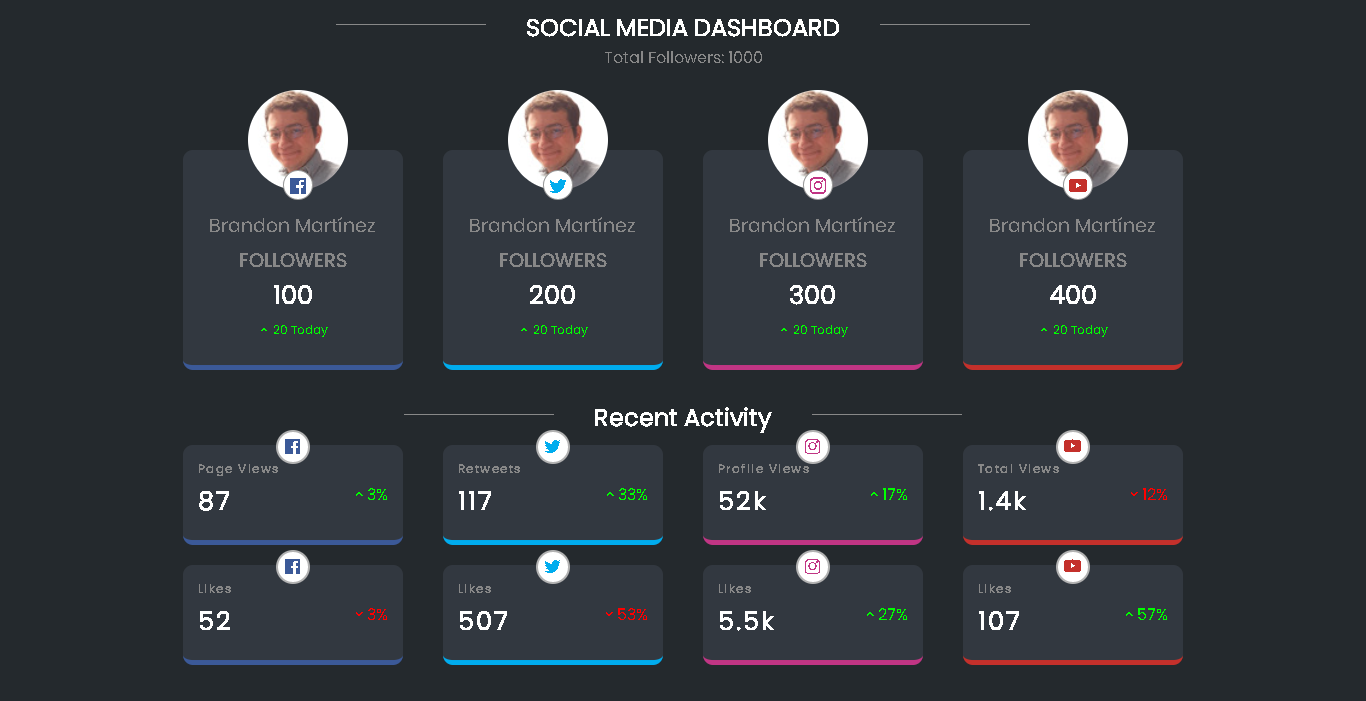 SOCIAL MEDIA DASHBOARD
Total Followers: 1000
Brandon Martínez
FOLLOWERS
100
20 Today
Brandon Martínez
FOLLOWERS
200
20 Today
Brandon Martínez
FOLLOWERS
300
20 Today
Brandon Martínez
FOLLOWERS
400
20 Today
Recent Activity
Page Views
87
3%
Retweets
117
33%
Profile Views
52k
17%
Total Views
1.4k
12%
Likes
52
3%
Likes
507
53%
Likes
5.5k
27%
Likes
107
57%